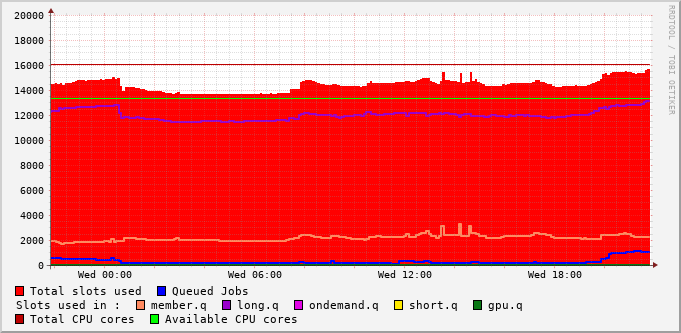 20000
18000
16000
14000
12000
10000
8000
6000
4000
2000
0
Wed 00:00 Wed 06:00 Wed 12:00 Wed 18:00
RRDTOOL / TOBI OETIKER
Total slots used Queued Jobs
Slots used in : member.q long.q ondemand.q short.q gpu.q
Total CPU cores Available CPU cores